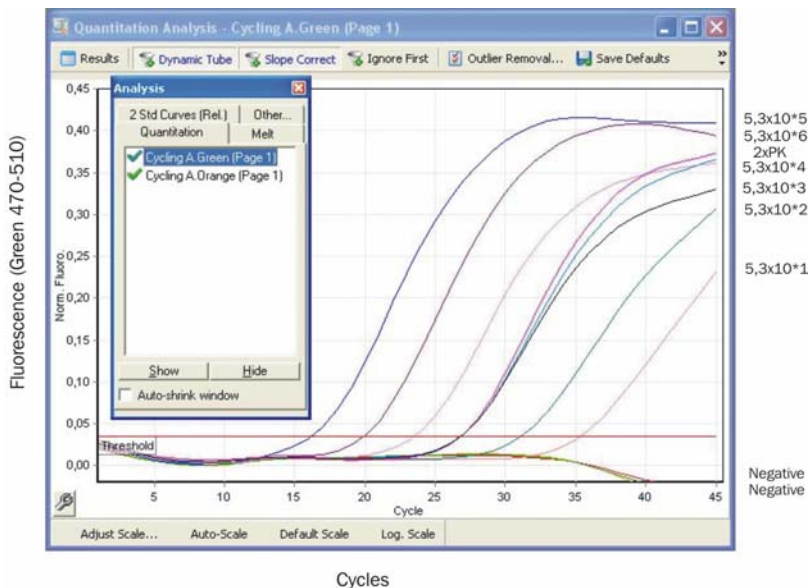 Quantitation Analysis - Cycling A.Green (Page 1)
Results Dynamic Tube Slope Correct Ignore First Outlier Removal... Save Defaults
Analysis
2 Std Curves (Rel.) Other...
Quantitation Melt
Cycling A.Green (Page 1)
Cycling A.Orange (Page 1)
Show Hide
Auto-shrink window
Fluorescence (Green 470-510)
Norm. Fluoro.
0,45
0,40
0,35
0,30
0,25
0,20
0,15
0,10
0,05
0,00
Threshold
5 10 15 20 25 30 35 40 45
Cycle
5,3x10*5
5,3x10*6
2xPK
5,3x10*4
5,3x10*3
5,3x10*2
5,3x10*1
Negative
Negative
Adjust Scale... Auto-Scale Default Scale Log. Scale
Cycles